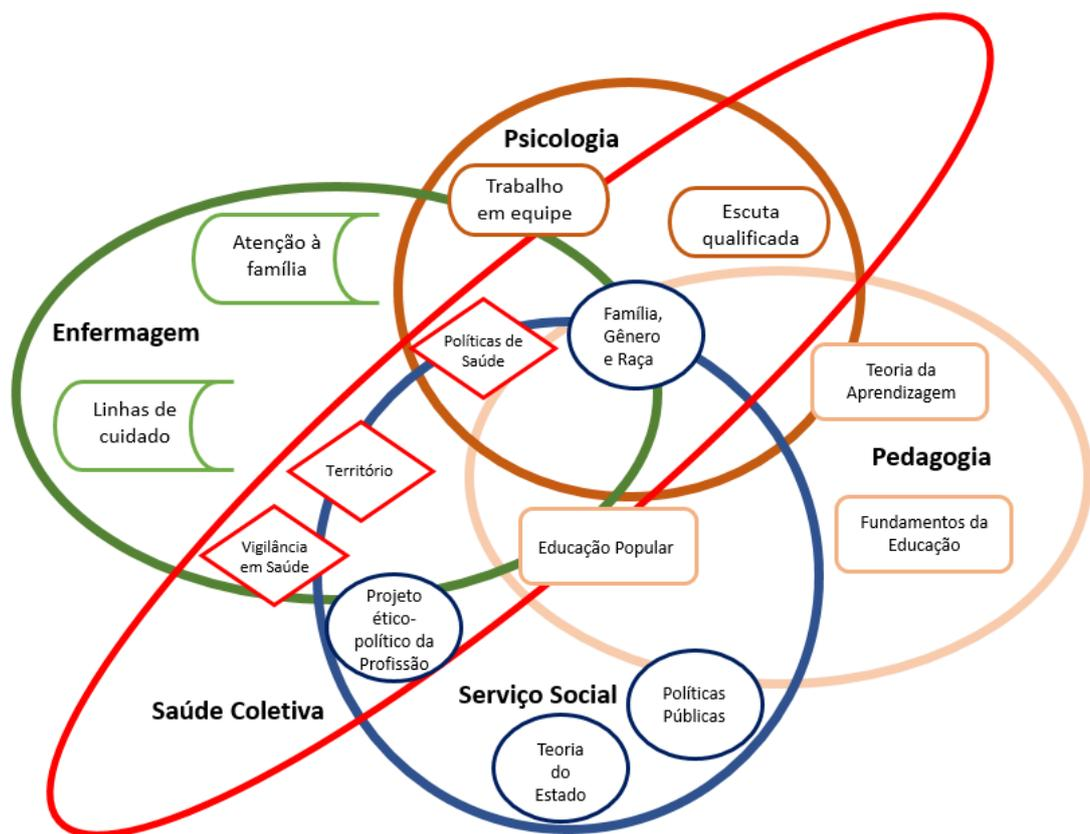 Psicologia
Trabalho
em equipe
Escuta
qualificada
Atenção à
família
Enfermagem
Família,
Gênero
e Raça
Políticas de
Saúde
Teoria da
Aprendizagem
Linhas de
cuidado
Território
Pedagogia
Fundamentos da
Educação
Educação Popular
Vigilância
em Saúde
Projeto
ético-
político da
Profissão
Saúde Coletiva
Serviço Social
Políticas
Públicas
Teoria
do
Estado